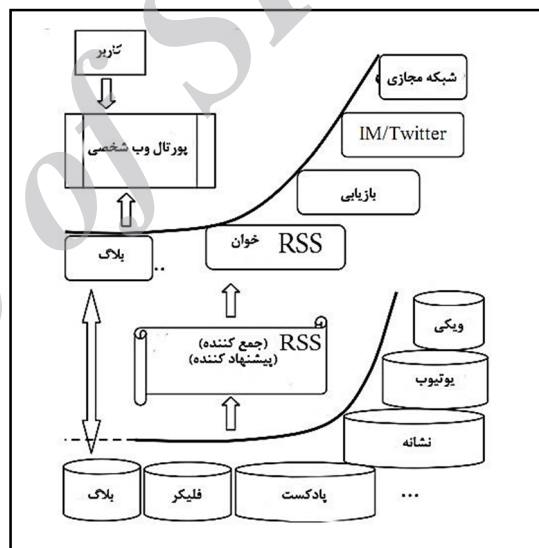 کاربر
شبکه مجازی
IM/Twitter
پورتال وب شخصی
بازیابی
RSS خوان
بلاگ
..
RSS (جمع کننده)
(پیشنهاد کننده)
ویکی
یوتیوب
نشانه
بلاگ
فلیکر
پادکست
...
of S